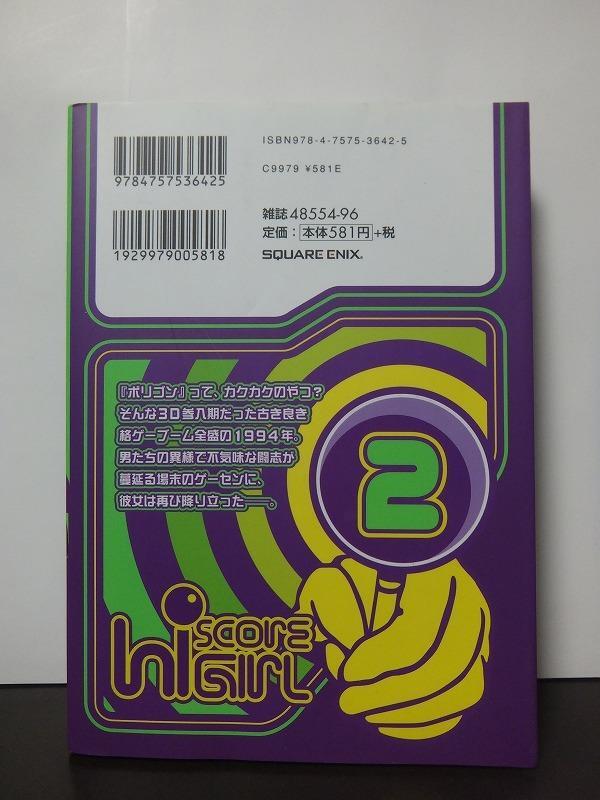 ISBN978-4-7575-3642-5
C9979 ¥581E
9784757536425
雑誌 48554-96
定価：本体581円+税
SQUARE ENIX.
1929979005818
『ポリゴン』って、カクカクのやつ?
そんな3D参入期だった古き良き
格ゲーブーム全盛の1994年。
男たちの異様で不気味な闘志が
蔓延る場末のゲーセンに、
彼女は再び降り立った──。
2
hi SCORE
GIRL